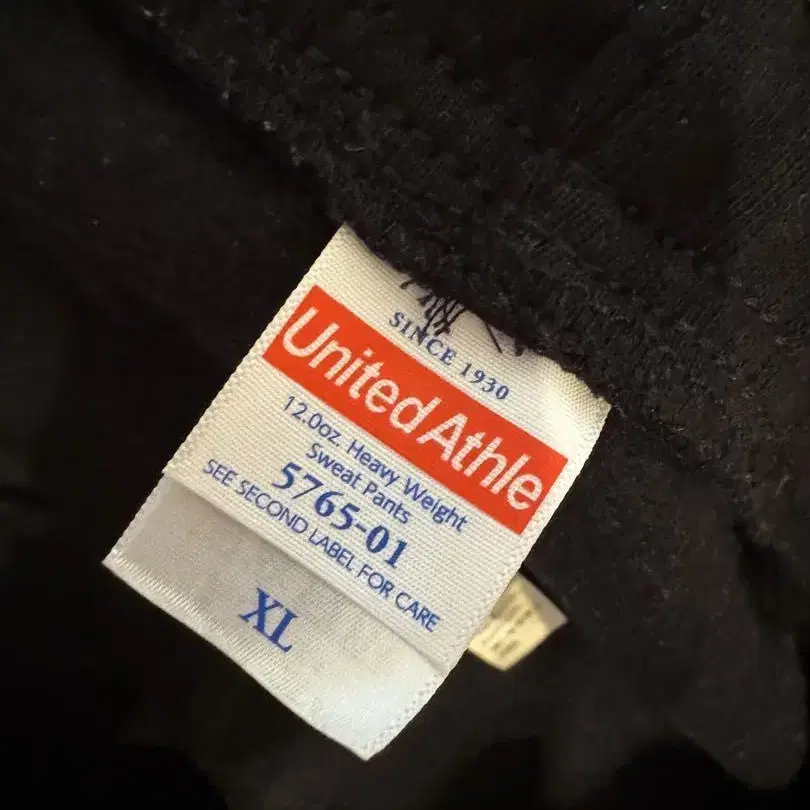 SINCE 1930
United Athle
12.0oz. Heavy Weight
Sweat Pants
5765-01
SEE SECOND LABEL FOR CARE
XL